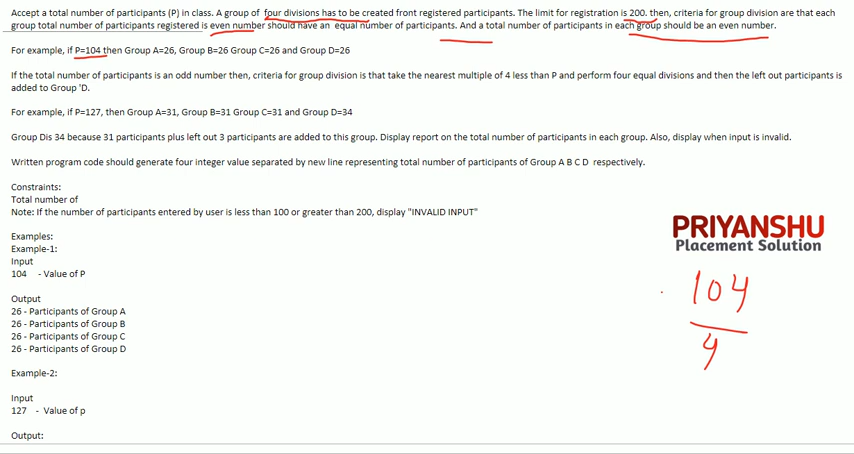 Accept a total number of participants (P) in class. A group of four divisions has to be created front registered participants. The limit for registration is 200. then, criteria for group division are that each
group total number of participants registered is even number should have an equal number of participants. And a total number of participants in each group should be an even number.
For example, if P=104 then Group A=26, Group B=26 Group C=26 and Group D=26
If the total number of participants is an odd number then, criteria for group division is that take the nearest multiple of 4 less than P and perform four equal divisions and then the left out participants is
added to Group 'D.
For example, if P=127, then Group A=31, Group B=31 Group C=31 and Group D=34
Group Dis 34 because 31 participants plus left out 3 participants are added to this group. Display report on the total number of participants in each group. Also, display when input is invalid.
Written program code should generate four integer value separated by new line representing total number of participants of Group A B C D respectively.
Constraints:
Total number of
Note: If the number of participants entered by user is less than 100 or greater than 200, display "INVALID INPUT"
PRIYANSHU
Placement Solution
Examples:
Example-1:
Input
104 - Value of P
104
4
Output
26 - Participants of Group A
26 - Participants of Group B
26 - Participants of Group C
26 - Participants of Group D
Example-2:
Input
127 - Value of p
Output: